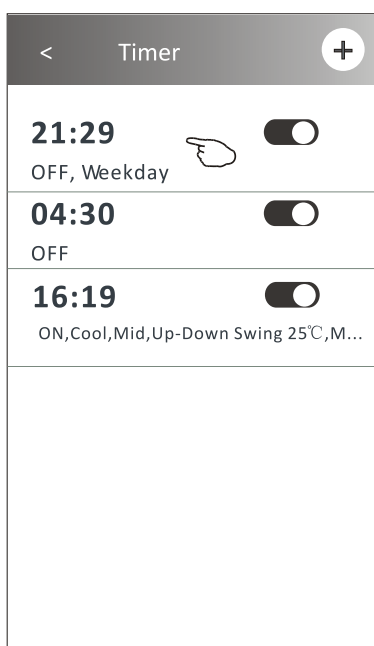 < Timer +
21:29
OFF, Weekday
04:30
OFF
16:19
ON,Cool,Mid,Up-Down Swing 25℃,M...